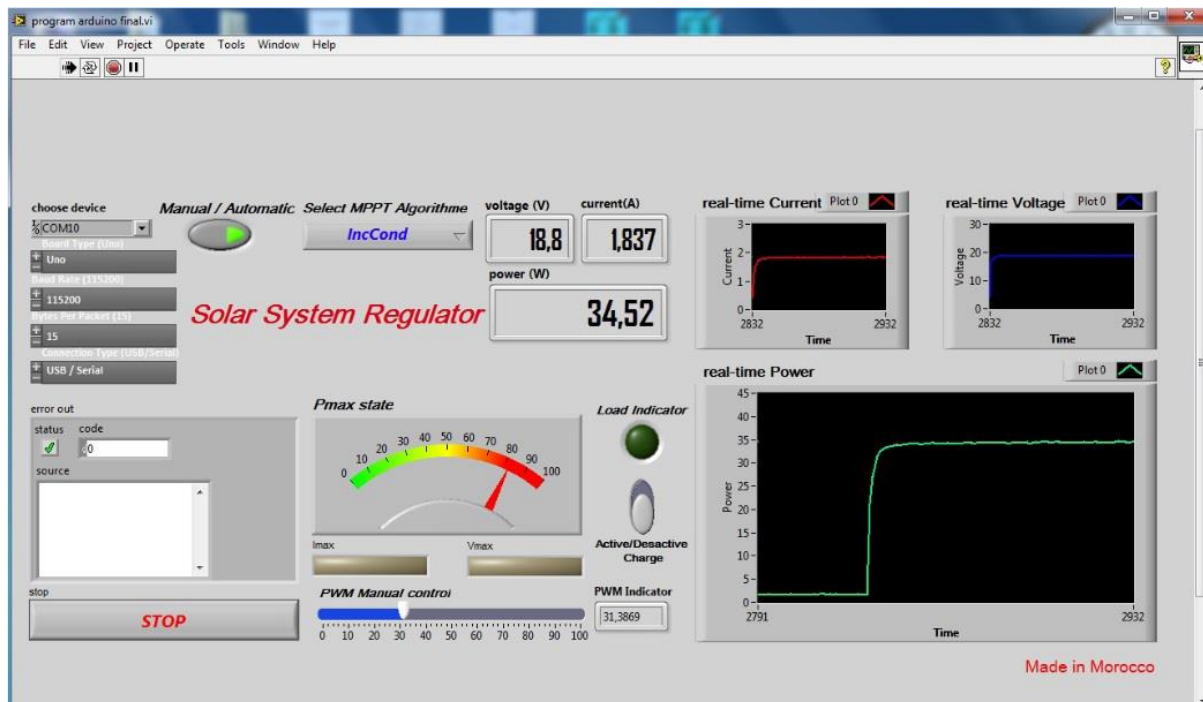 program arduino final.vi
File Edit View Project Operate Tools Window Help
choose device
COM10
Board Type (Uno)
Uno
Baud Rate (115200)
115200
Bytes Per Packet (15)
15
Connection Type (USB/Serial)
USB / Serial
Manual / Automatic
Select MPPT Algorithme
IncCond
voltage (V)
18,8
current(A)
1,837
power (W)
34,52
Solar System Regulator
real-time Current
Plot 0
Current
3
2
1
0
2832
2932
Time
real-time Voltage
Plot 0
Voltage
30
20
10
0
2832
2932
Time
error out
status
code
0
source
stop
STOP
Pmax state
0 10 20 30 40 50 60 70 80 90 100
Imax
Vmax
PWM Manual control
0 10 20 30 40 50 60 70 80 90 100
Load Indicator
Active/Desactive
Charge
PWM Indicator
31,3869
real-time Power
Plot 0
Power
45
40
35
30
25
20
15
10
5
0
2791
2932
Time
Made in Morocco